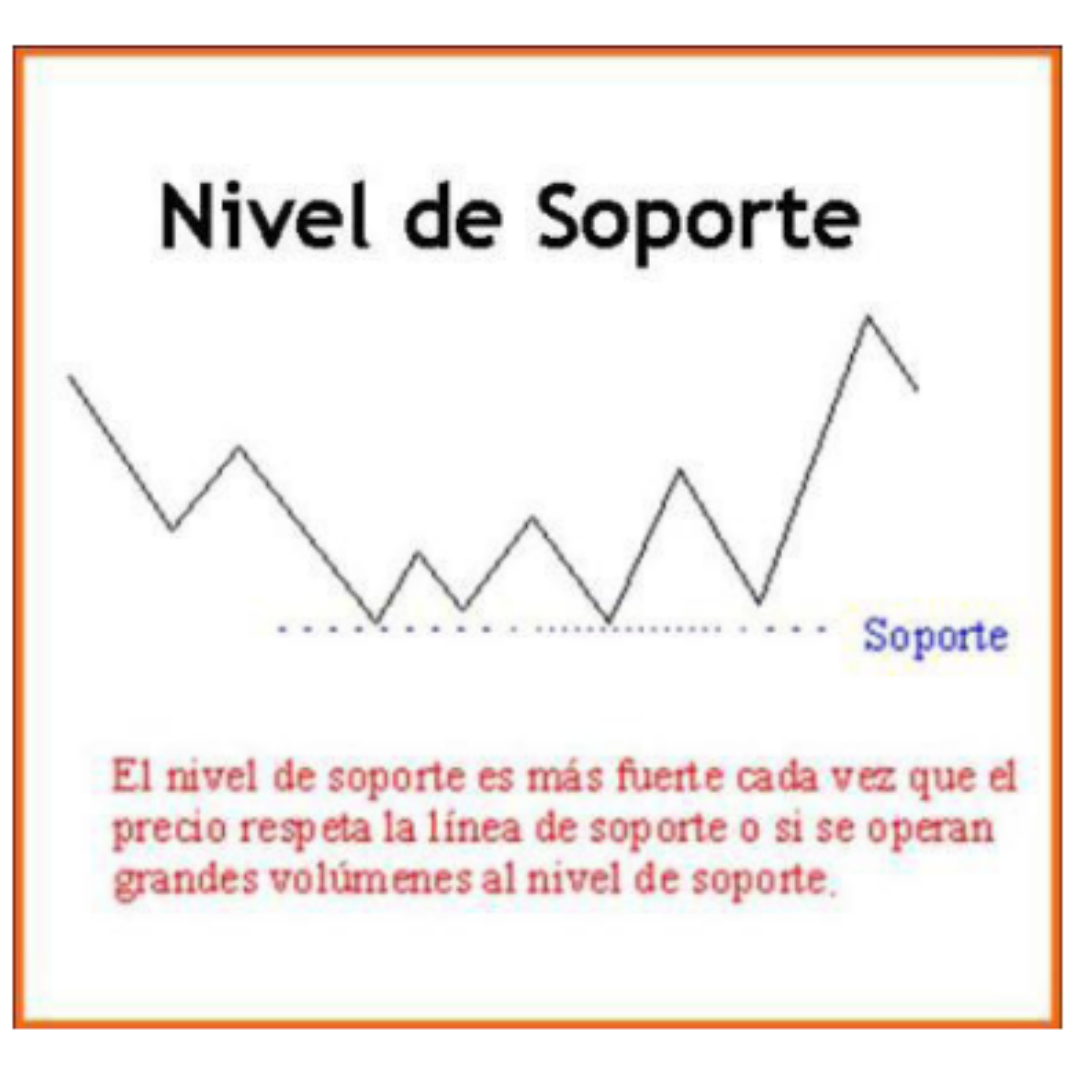 Nivel de Soporte
Soporte
El nivel de soporte es más fuerte cada vez que el
precio respeta la línea de soporte o si se operan
grandes volúmenes al nivel de soporte.